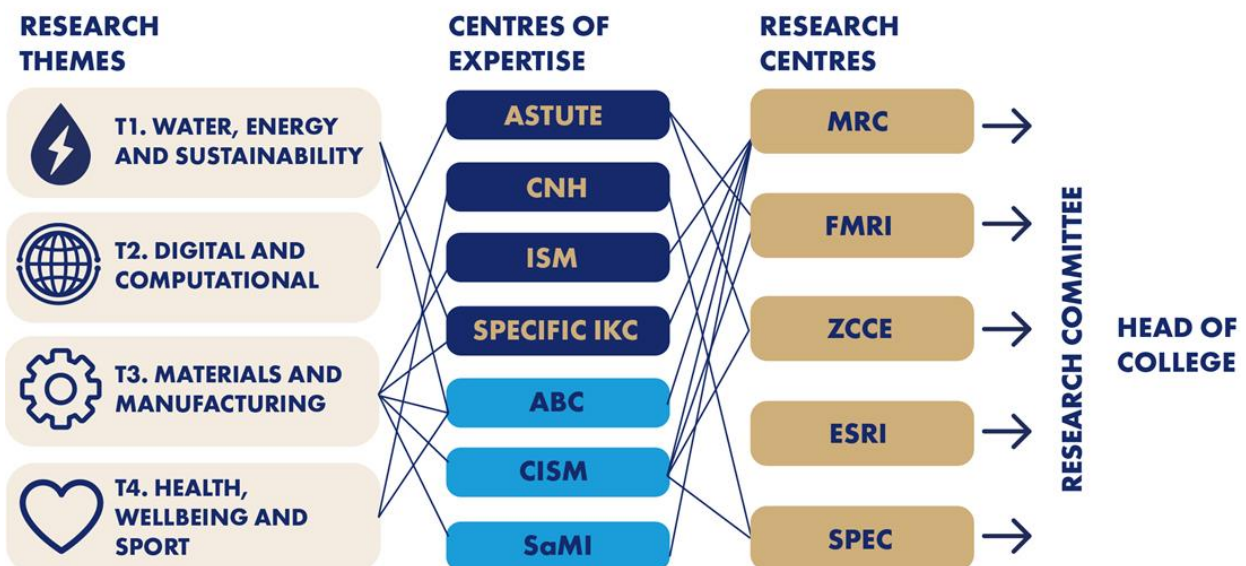 RESEARCH
THEMES
T1. WATER, ENERGY
AND SUSTAINABILITY
T2. DIGITAL AND
COMPUTATIONAL
T3. MATERIALS AND
MANUFACTURING
T4. HEALTH,
WELLBEING AND
SPORT
CENTRES OF
EXPERTISE
ASTUTE
CNH
ISM
SPECIFIC IKC
ABC
CISM
SaMI
RESEARCH
CENTRES
MRC
FMRI
ZCCE
ESRI
SPEC
RESEARCH COMMITTEE
HEAD OF
COLLEGE